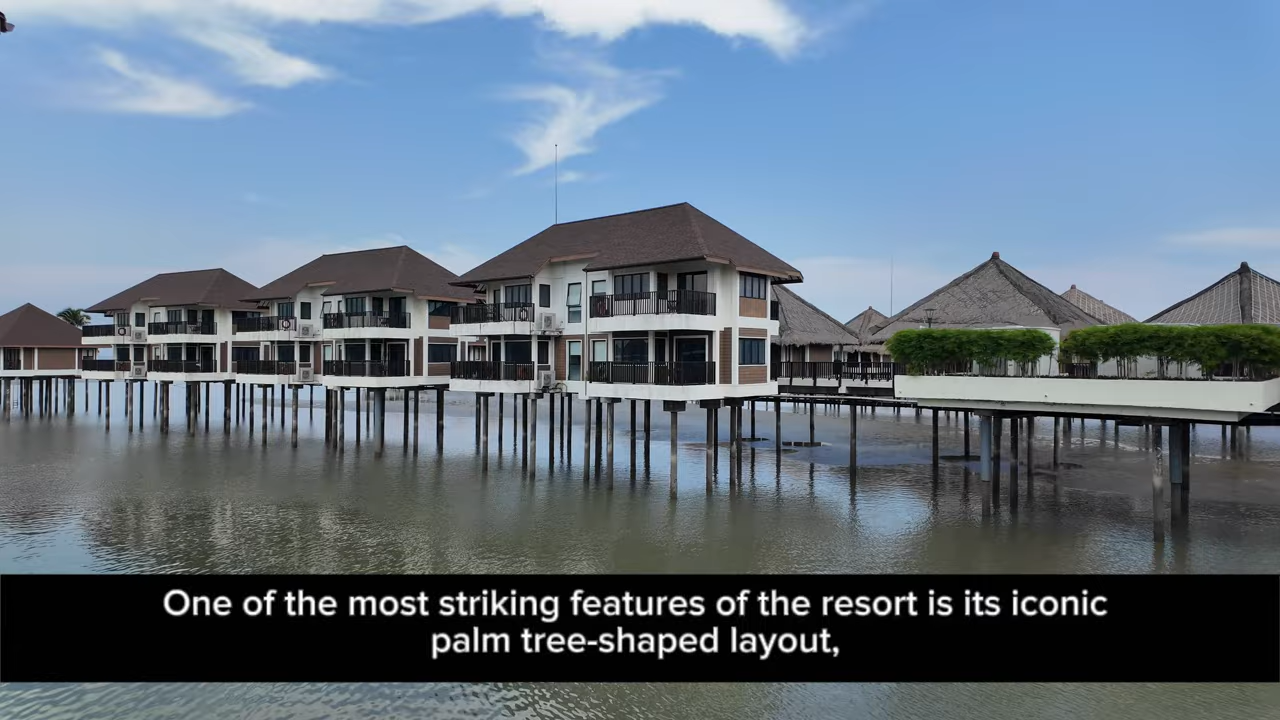 One of the most striking features of the resort is its iconic
palm tree-shaped layout,